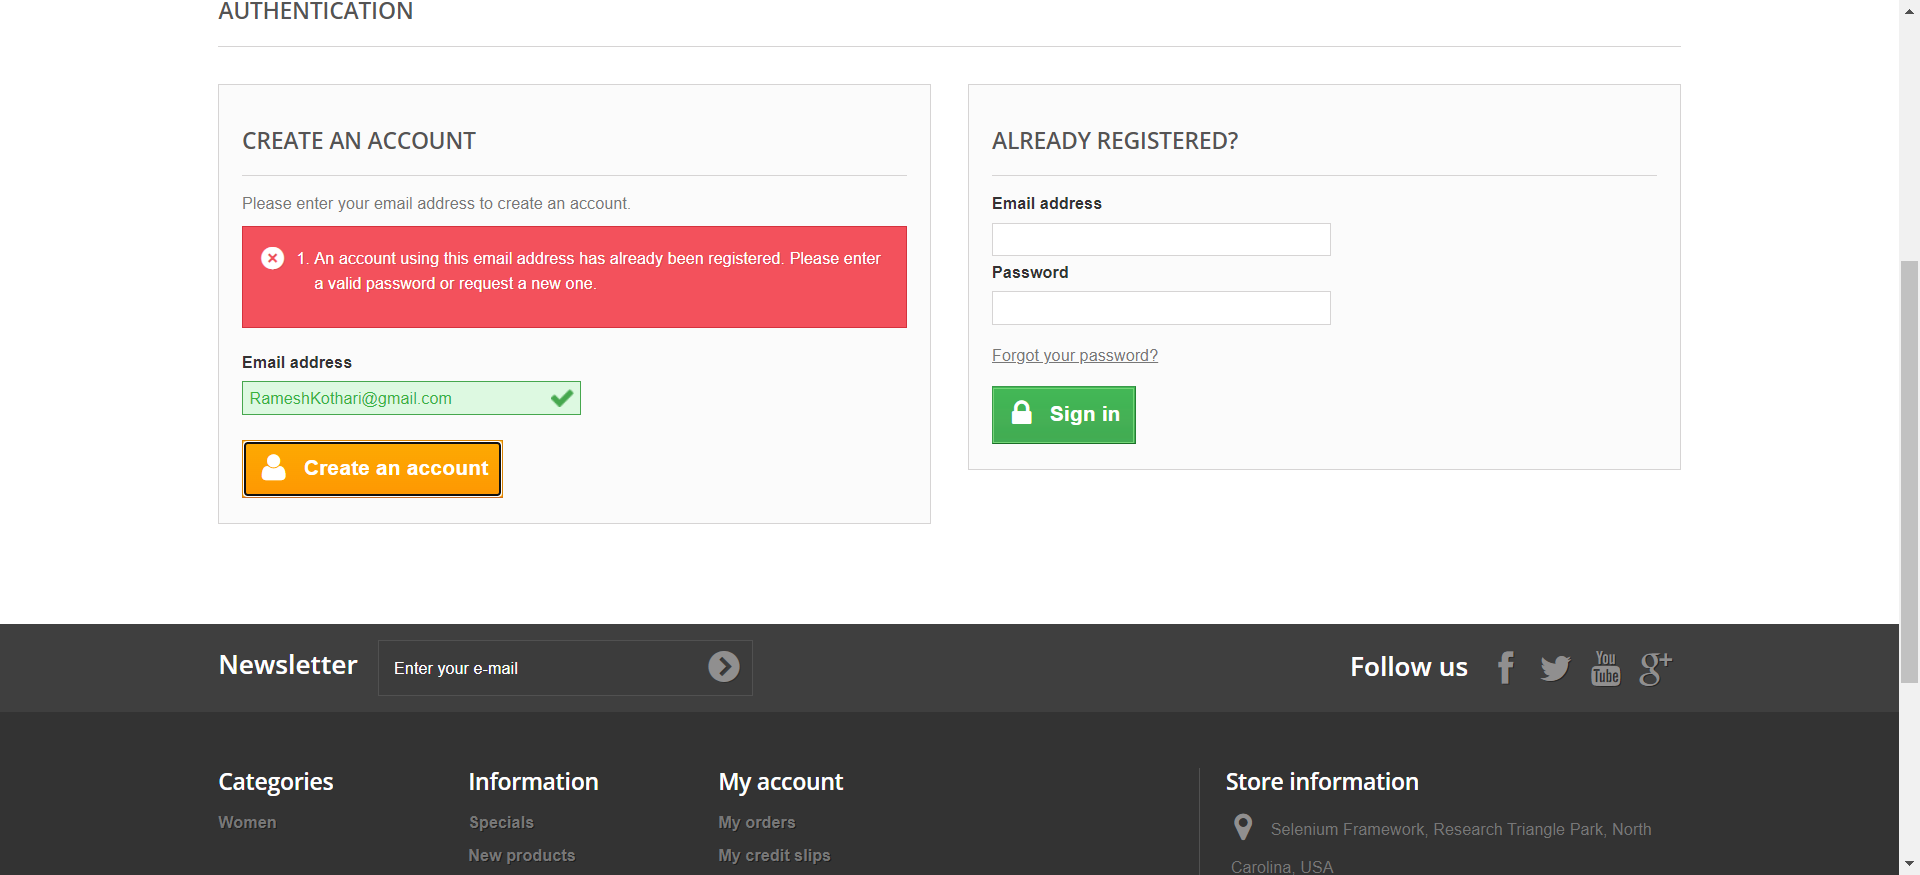 AUTHENTICATION
CREATE AN ACCOUNT
Please enter your email address to create an account.
1. An account using this email address has already been registered. Please enter
a valid password or request a new one.
Email address
RameshKothari@gmail.com
Create an account
ALREADY REGISTERED?
Email address
Password
Forgot your password?
Sign in
Newsletter
Enter your e-mail
Follow us
You
Tube
g+
Categories
Women
Information
Specials
New products
My account
My orders
My credit slips
Store information
Selenium Framework, Research Triangle Park, North
Carolina, USA